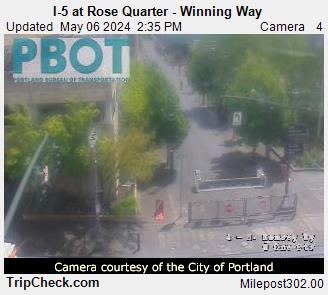 I-5 at Rose Quarter - Winning Way
Updated May 06 2024 2:35 PM Camera 4
PBOT
PORTLAND BUREAU OF TRANSPORTATION
Camera courtesy of the City of Portland
TripCheck.com Milepost302.00